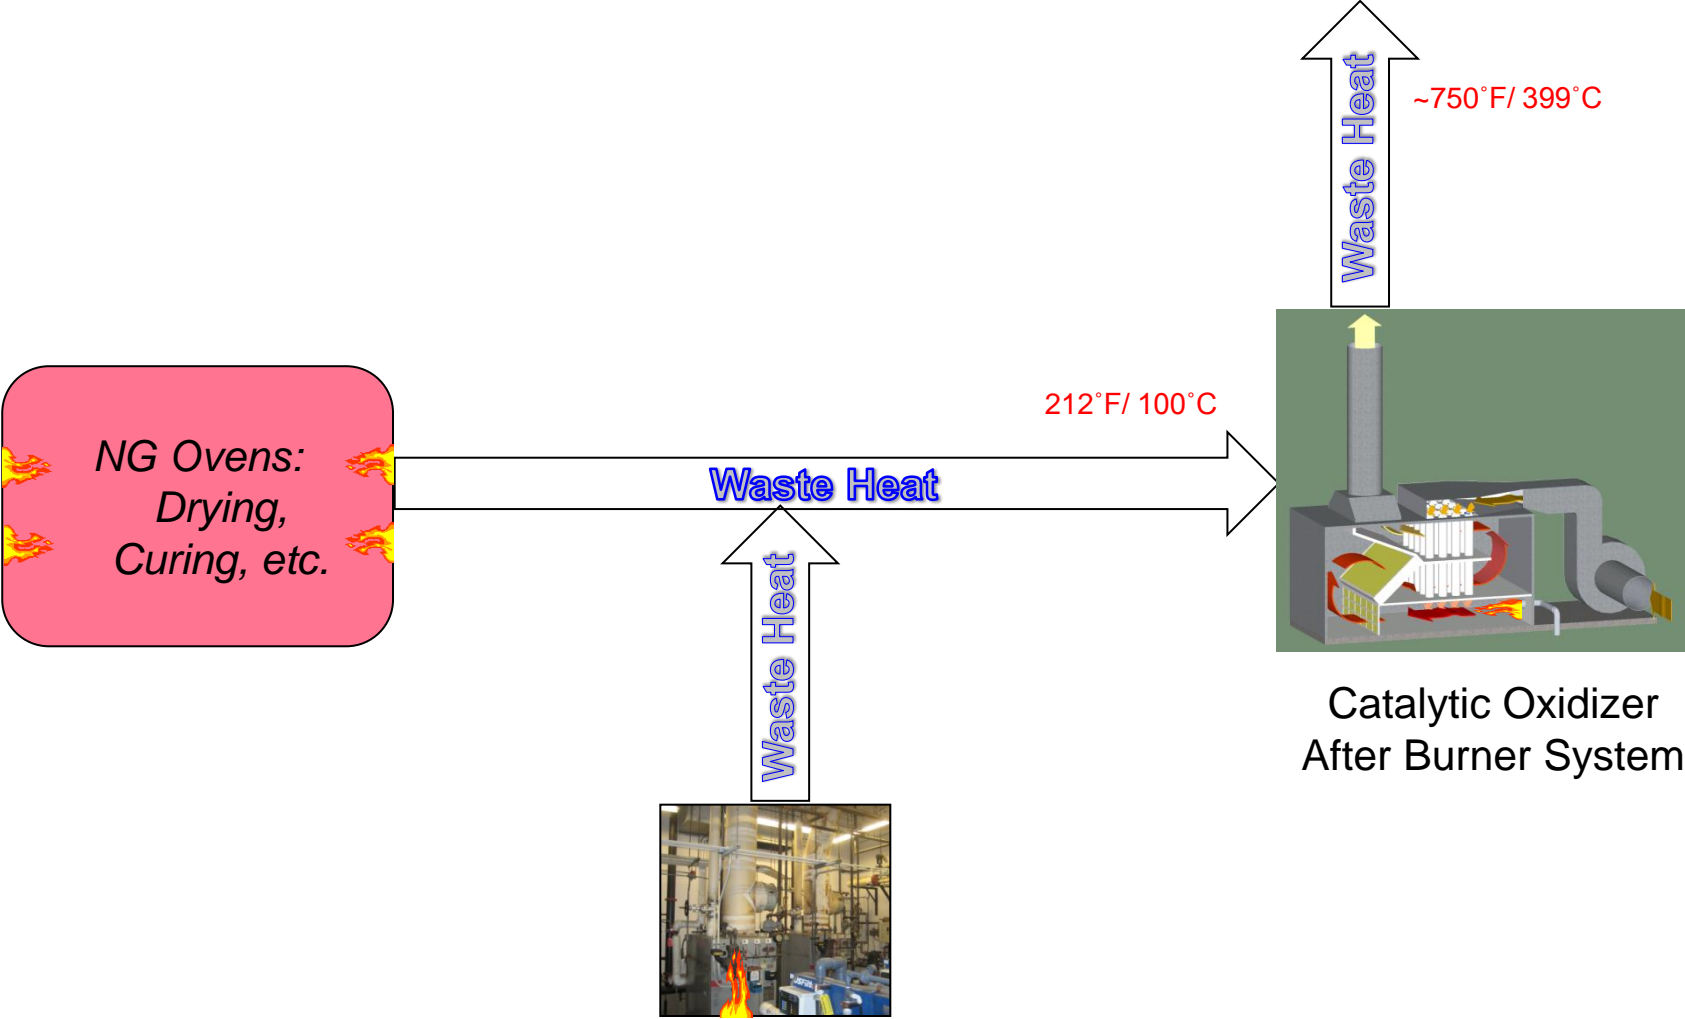 Waste Heat
~750˚F/ 399˚C
212˚F/ 100˚C
NG Ovens:
Drying,
Curing, etc.
Waste Heat
Waste Heat
Catalytic Oxidizer
After Burner System